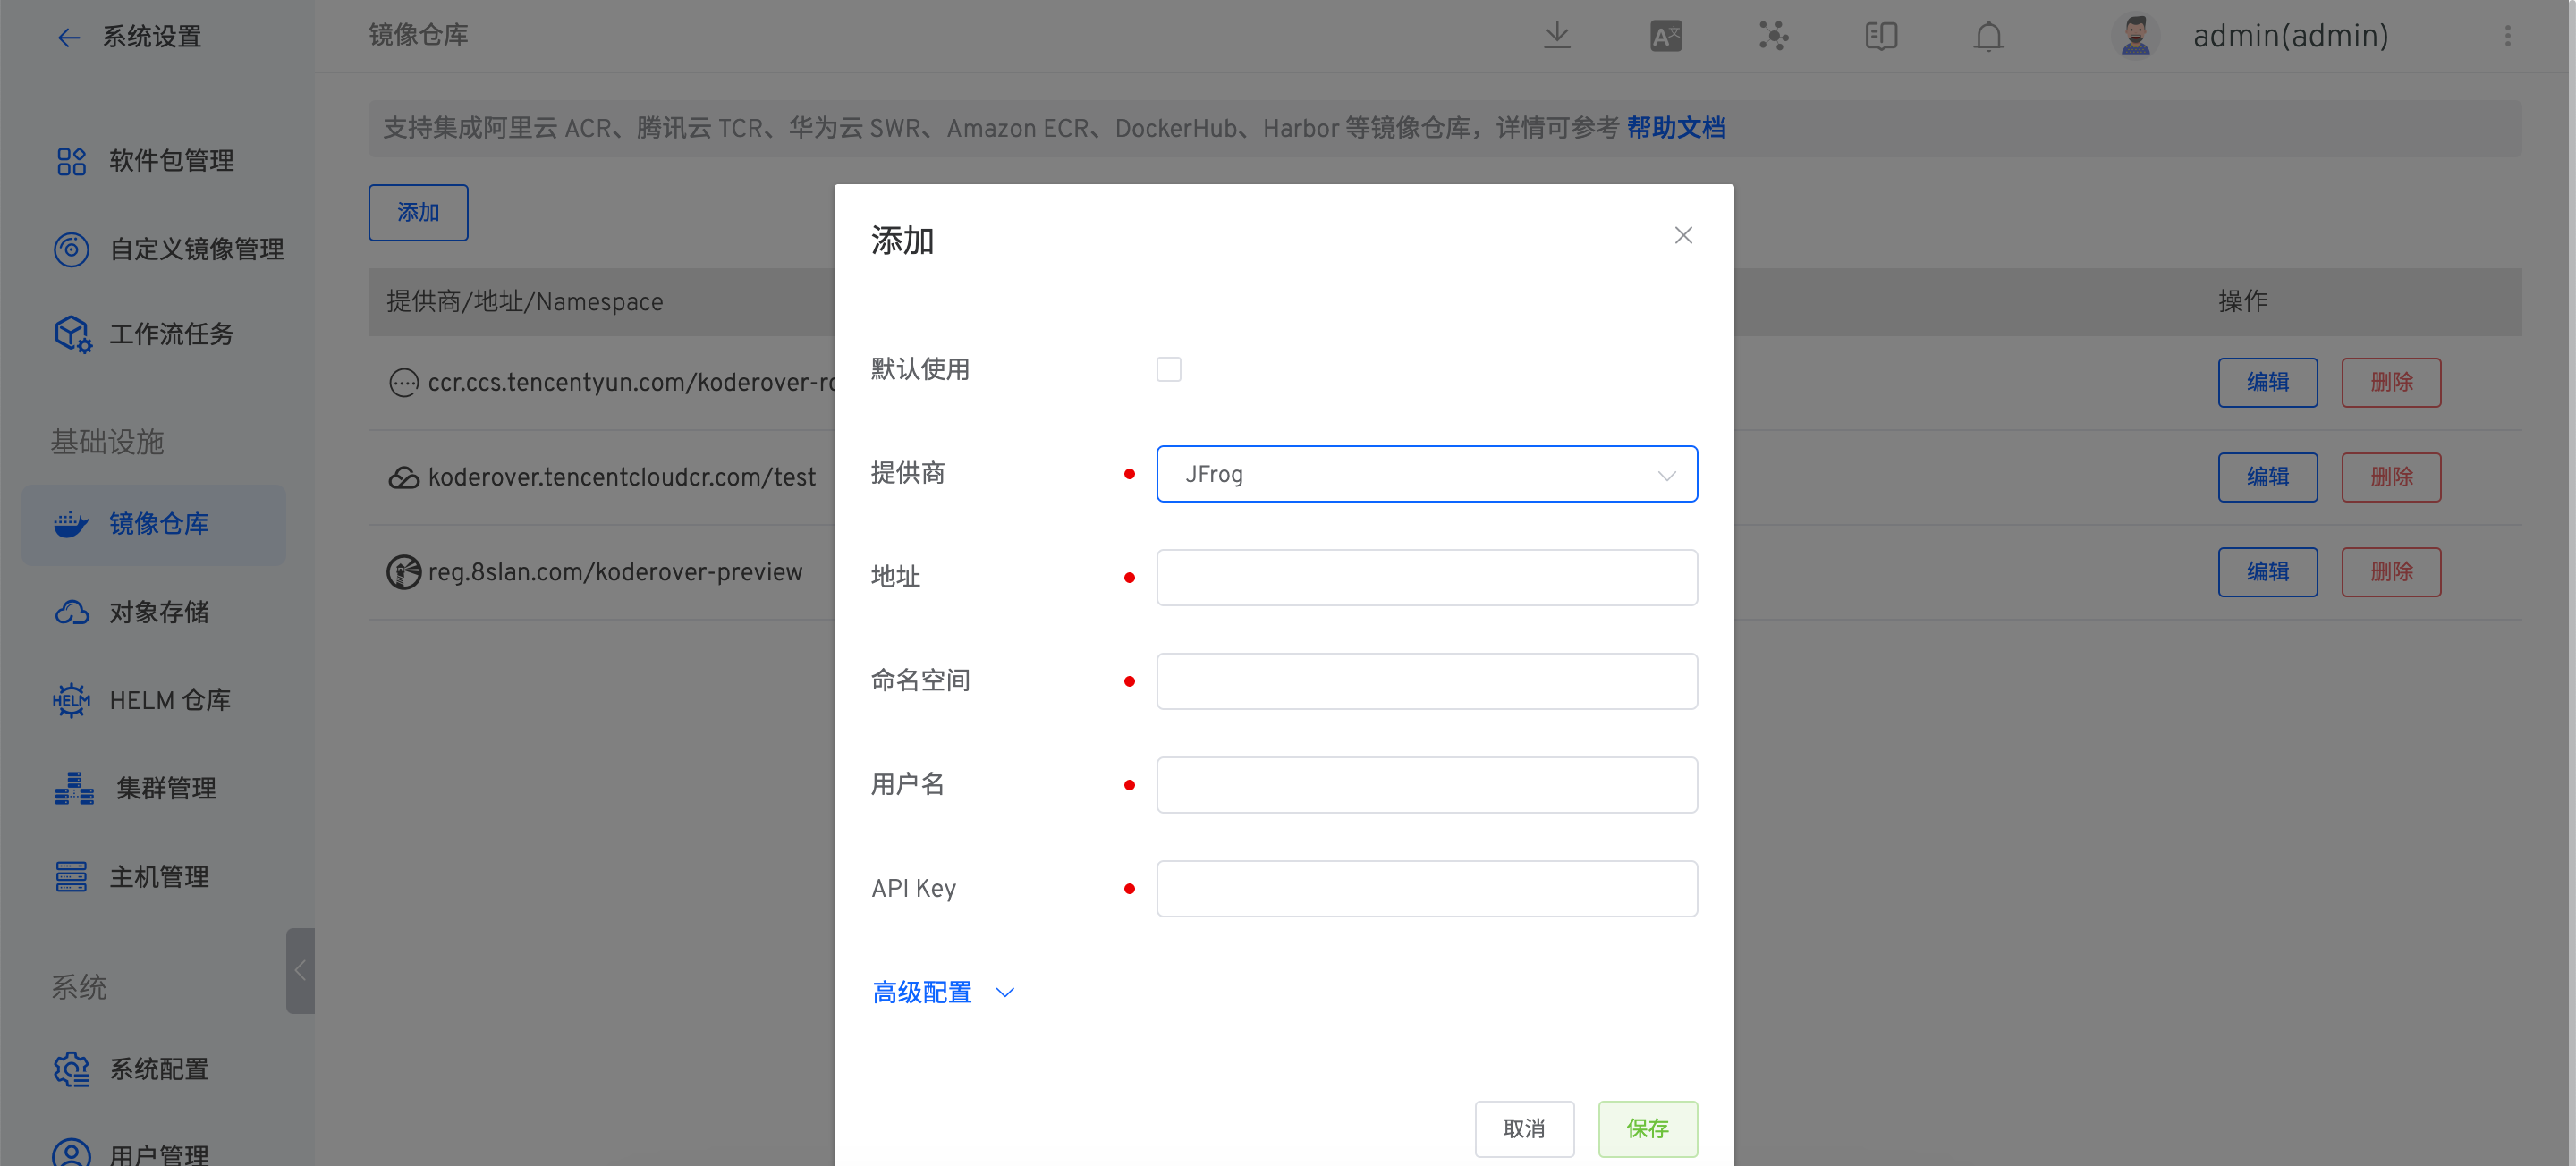 系统设置
软件包管理
自定义镜像管理
工作流任务
基础设施
镜像仓库
对象存储
HELM 仓库
集群管理
主机管理
系统
系统配置
用户管理
镜像仓库
admin(admin)
支持集成阿里云 ACR、腾讯云 TCR、华为云 SWR、Amazon ECR、DockerHub、Harbor 等镜像仓库，详情可参考 帮助文档
添加
提供商/地址/Namespace
操作
ccr.ccs.tencentyun.com/koderover-rc
编辑
删除
koderover.tencentcloudcr.com/test
编辑
删除
reg.8slan.com/koderover-preview
编辑
删除
添加
默认使用
提供商
JFrog
地址
命名空间
用户名
API Key
高级配置
取消
保存